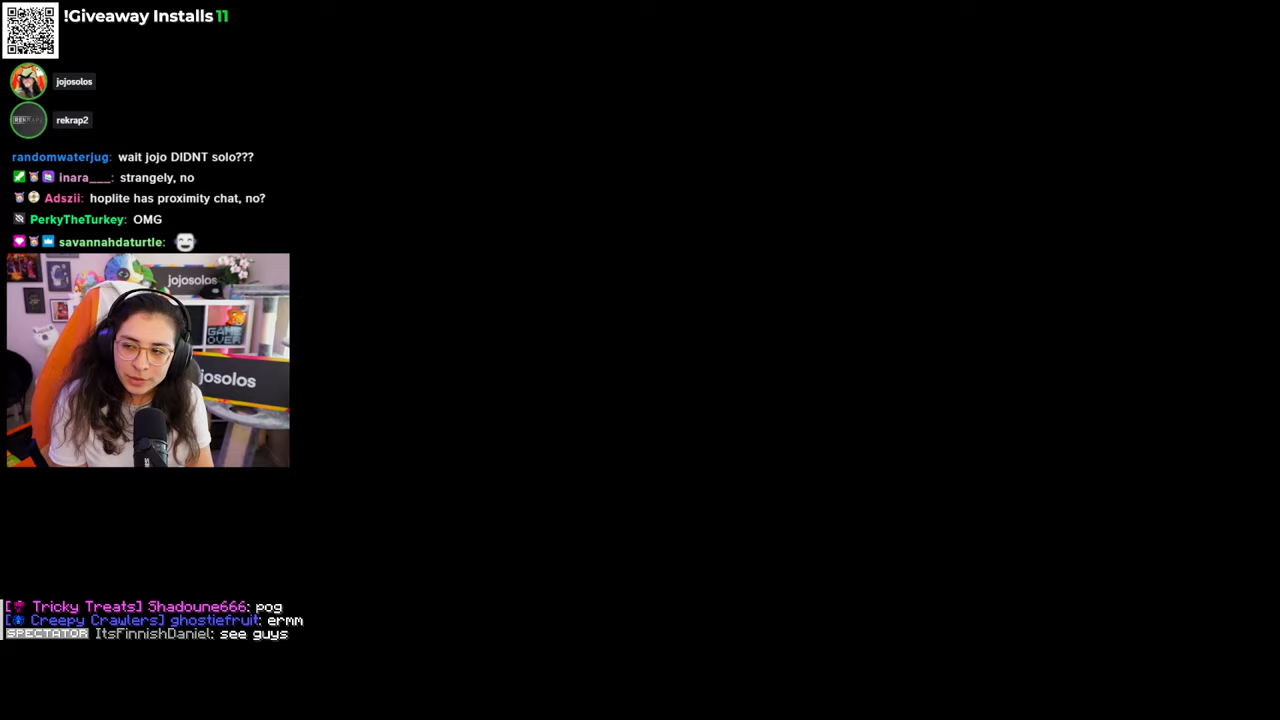 !Giveaway Installs 11
jojosolos
rekrap2
randomwaterjug: wait jojo DIDNT solo???
inara___: strangely, no
Adszii: hoplite has proximity chat, no?
PerkyTheTurkey: OMG
savannahdaturtle:
jojosolos
GAME OVER
josolos
[Tricky Treats] Shadoune666: pog
[Creepy Crawlers] ghostiefruit: ermm
SPECTATOR ItsFinnishDaniel: see guys